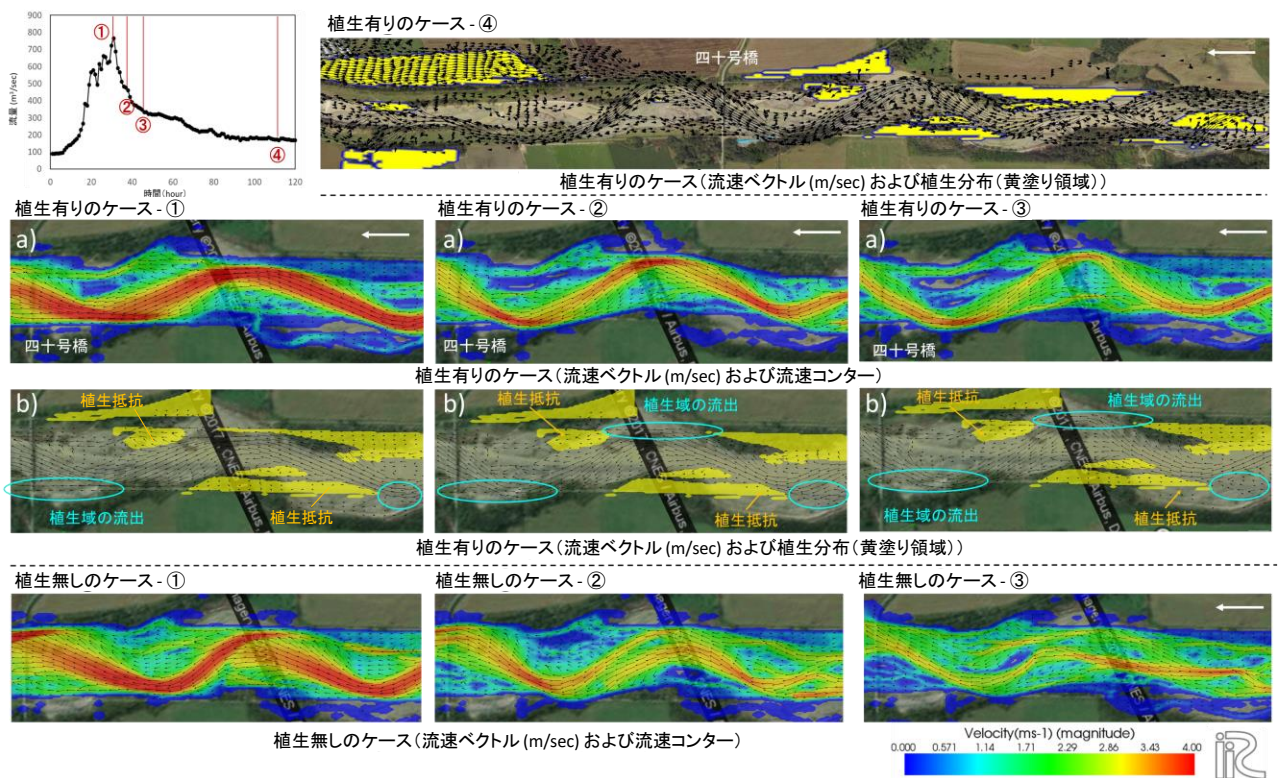 植生有りのケース - ④
900
800
700
600
500
400
300
200
100
0
流量 (m³/sec)
①
②
③
④
0
20
40
60
80
100
120
時間(hour)
四十号橋
植生有りのケース(流速ベクトル (m/sec) および植生分布(黄塗り領域))
植生有りのケース - ①
植生有りのケース - ②
植生有りのケース - ③
a)
a)
a)
四十号橋
四十号橋
植生有りのケース(流速ベクトル (m/sec) および流速コンター)
b)
植生抵抗
植生域の流出
植生抵抗
b)
植生抵抗
植生域の流出
植生抵抗
b)
植生抵抗
植生域の流出
植生域の流出
植生抵抗
植生有りのケース(流速ベクトル (m/sec) および植生分布(黄塗り領域))
植生無しのケース - ①
植生無しのケース - ②
植生無しのケース - ③
植生無しのケース(流速ベクトル (m/sec) および流速コンター)
Velocity(ms-1) (magnitude)
0.000 0.571 1.14 1.71 2.29 2.86 3.43 4.00